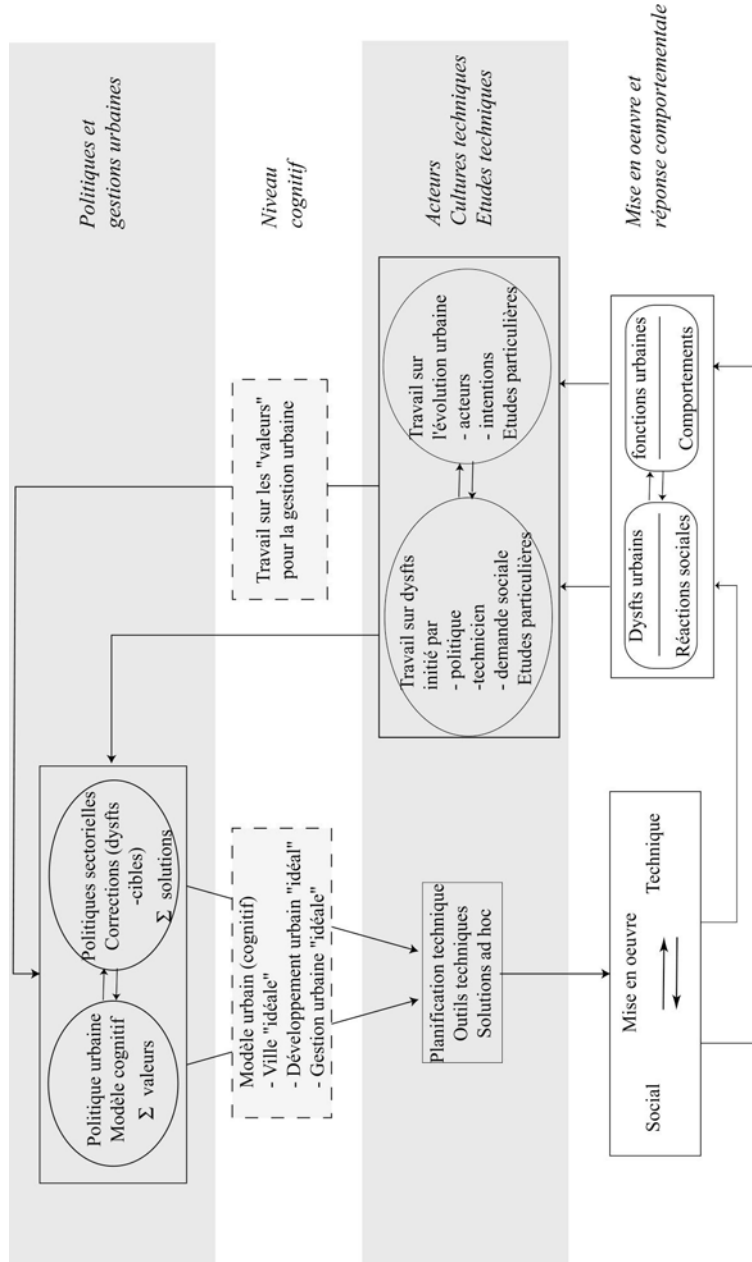 Politiques et
gestions urbaines
Politique urbaine
Modèle cognitif
Σ valeurs
Politiques sectorielles
Corrections (dysfts
-cibles)
Σ solutions
Niveau
cognitif
Modèle urbain (cognitif)
- Ville "idéale"
- Développement urbain "idéal"
- Gestion urbaine "idéale"
Travail sur les "valeurs"
pour la gestion urbaine
Acteurs
Cultures techniques
Etudes techniques
Planification technique
Outils techniques
Solutions ad hoc
Travail sur dysfts
initié par
- politique
-technicien
- demande sociale
Etudes particulières
Travail sur
l'évolution urbaine
- acteurs
- intentions
Etudes particulières
Mise en oeuvre et
réponse comportementale
Mise en oeuvre
Social
Technique
Dysfts urbains
Réactions sociales
fonctions urbaines
Comportements